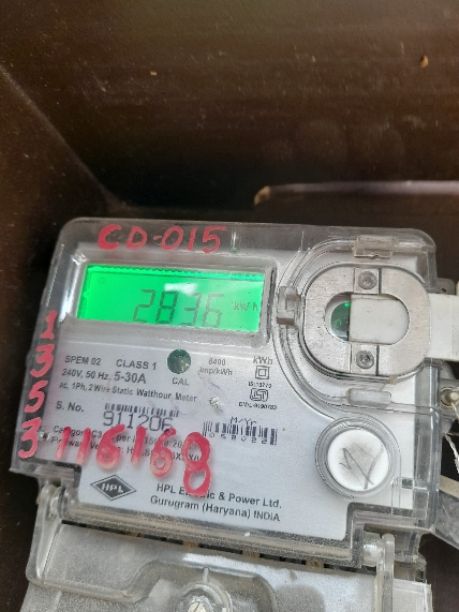 CD-015
2836 kWh
SPEM 02 CLASS 1 6400 kWh
240V, 50 Hz, 5-30A CAL imp/kWh
AC, 1Ph, 2 Wire Static Watthour Meter
S. No. 911206 M/Yr
1
3
5
3 116168
HPL HPL Electric & Power Ltd.
Gurugram (Haryana) INDIA